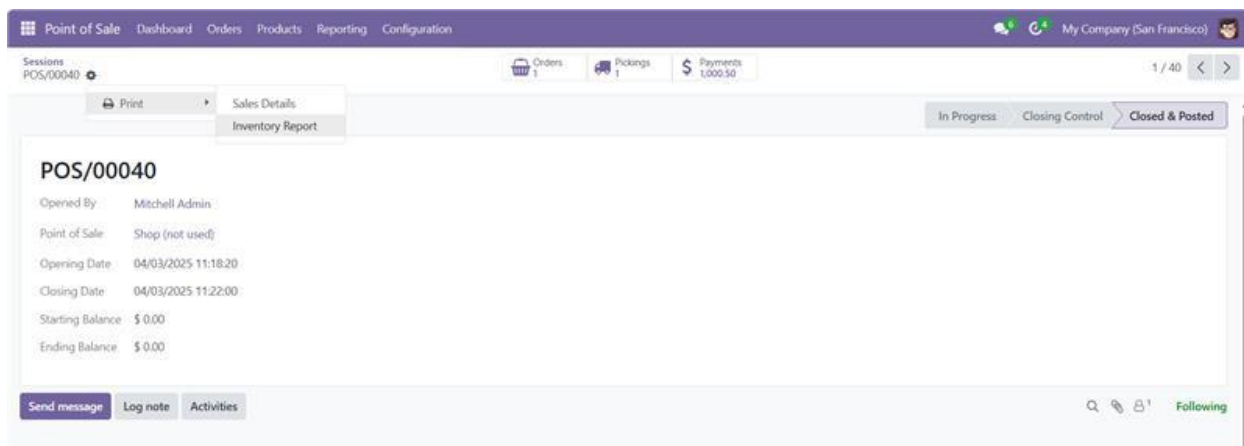 Point of Sale Dashboard Orders Products Reporting Configuration 6 4 My Company (San Francisco)
Sessions
POS/00040
Orders
1
Pickings
1
$ Payments
1,000.50
1 / 40
Print
Sales Details
Inventory Report
In Progress Closing Control Closed & Posted
POS/00040
Opened By Mitchell Admin
Point of Sale Shop (not used)
Opening Date 04/03/2025 11:18:20
Closing Date 04/03/2025 11:22:00
Starting Balance $ 0.00
Ending Balance $ 0.00
Send message Log note Activities 1 Following